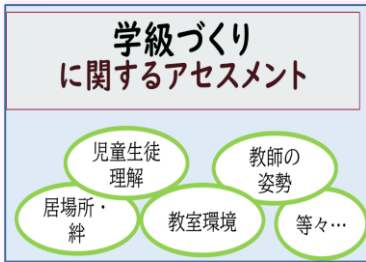 学級づくり
に関するアセスメント
児童生徒
理解
教師の
姿勢
居場所・
絆
教室環境
等々…